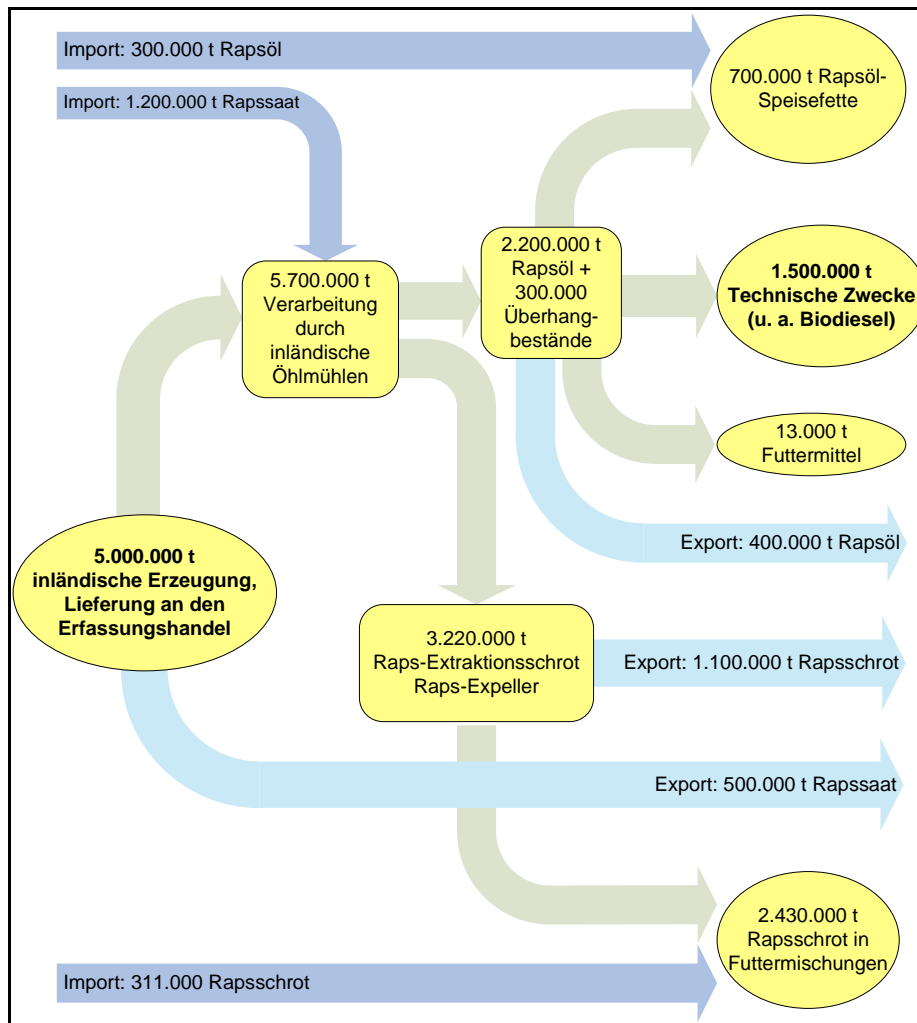 Import: 300.000 t Rapsöl
700.000 t Rapsöl-
Speisefette
Import: 1.200.000 t Rapssaat
5.700.000 t
Verarbeitung
durch
inländische
Öhlmühlen
2.200.000 t
Rapsöl +
300.000
Überhang-
bestände
1.500.000 t
Technische Zwecke
(u. a. Biodiesel)
13.000 t
Futtermittel
Export: 400.000 t Rapsöl
5.000.000 t
inländische Erzeugung,
Lieferung an den
Erfassungshandel
3.220.000 t
Raps-Extraktionsschrot
Raps-Expeller
Export: 1.100.000 t Rapsschrot
Export: 500.000 t Rapssaat
2.430.000 t
Rapsschrot in
Futtermischungen
Import: 311.000 Rapsschrot